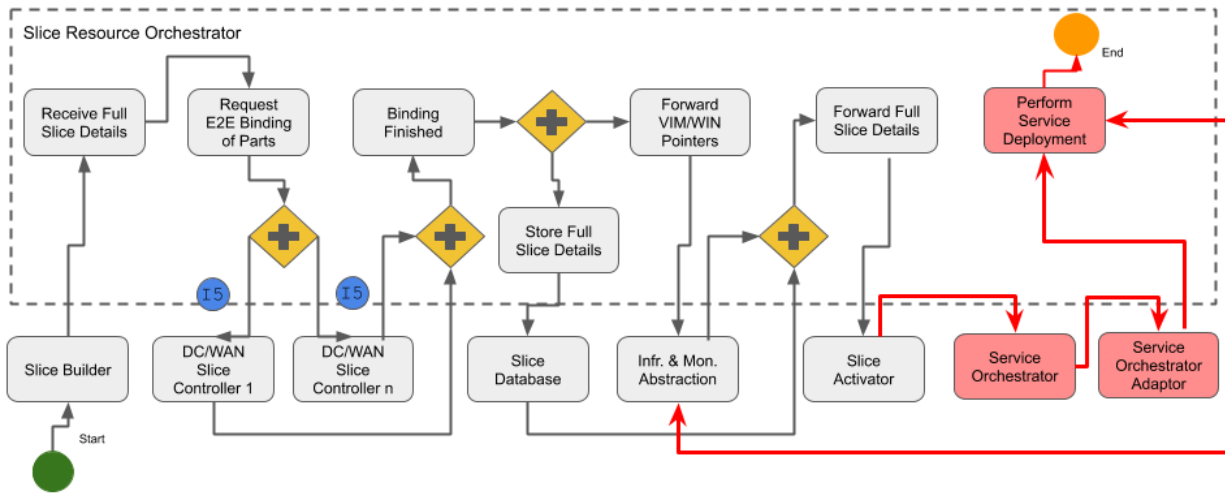 Slice Resource Orchestrator
End
Receive Full
Slice Details
Request
E2E Binding
of Parts
Binding
Finished
Forward
VIM/WIN
Pointers
Forward Full
Slice Details
Perform
Service
Deployment
Store Full
Slice Details
I5
I5
Slice Builder
DC/WAN
Slice
Controller 1
DC/WAN
Slice
Controller n
Slice
Database
Infr. & Mon.
Abstraction
Slice
Activator
Service
Orchestrator
Service
Orchestrator
Adaptor
Start